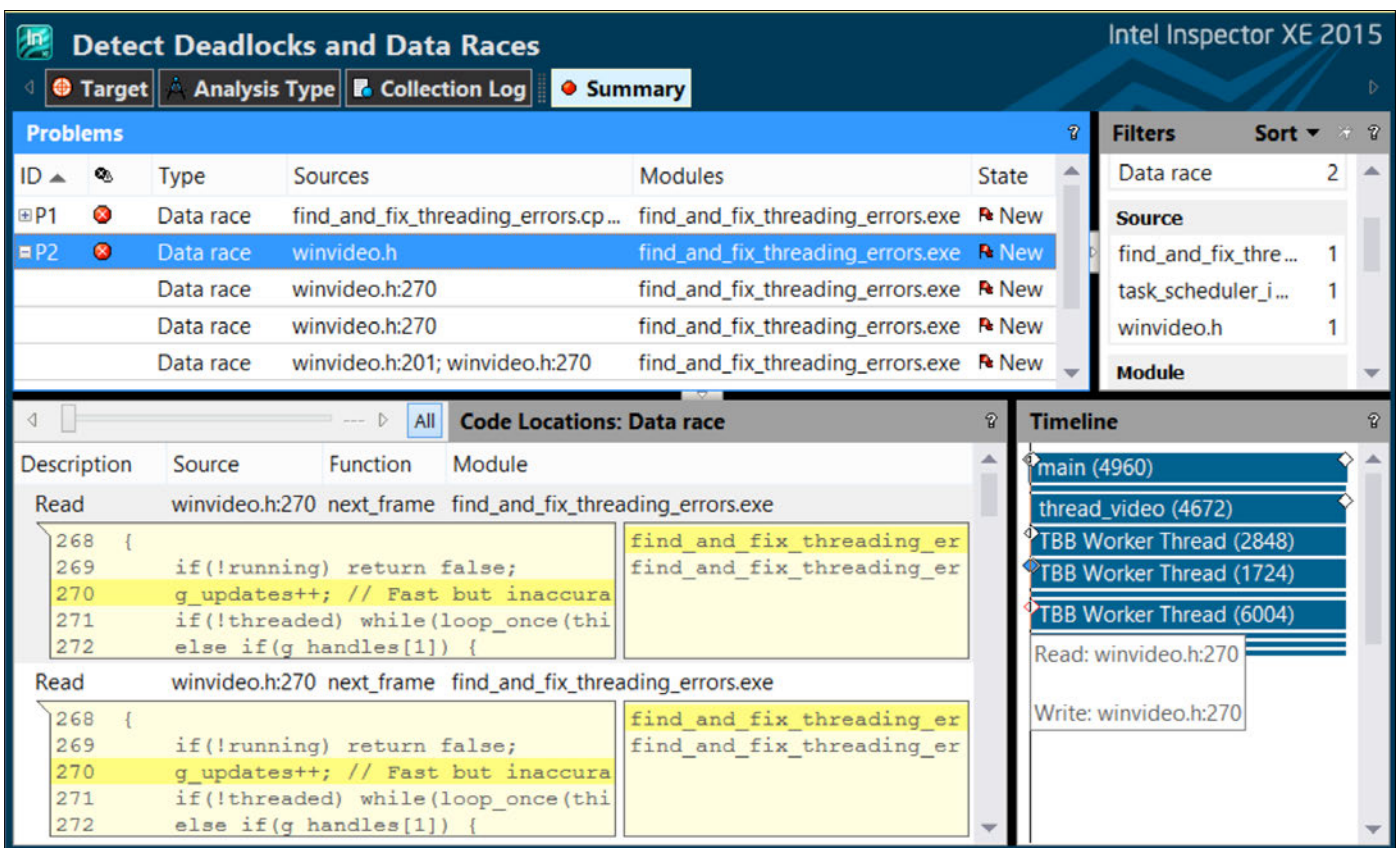 Intel Inspector XE 2015
Detect Deadlocks and Data Races
Target Analysis Type Collection Log Summary
Problems
ID Type Sources Modules State
P1 Data race find_and_fix_threading_errors.cp... find_and_fix_threading_errors.exe New
P2 Data race winvideo.h find_and_fix_threading_errors.exe New
Data race winvideo.h:270 find_and_fix_threading_errors.exe New
Data race winvideo.h:270 find_and_fix_threading_errors.exe New
Data race winvideo.h:201; winvideo.h:270 find_and_fix_threading_errors.exe New
Filters Sort
Data race 2
Source
find_and_fix_thre... 1
task_scheduler_i... 1
winvideo.h 1
Module
--- All Code Locations: Data race
Description Source Function Module
Read winvideo.h:270 next_frame find_and_fix_threading_errors.exe
268 { find_and_fix_threading_er
269 if(!running) return false; find_and_fix_threading_er
270 g_updates++; // Fast but inaccura
271 if(!threaded) while(loop_once(thi
272 else if(g_handles[1]) {
Read winvideo.h:270 next_frame find_and_fix_threading_errors.exe
268 { find_and_fix_threading_er
269 if(!running) return false; find_and_fix_threading_er
270 g_updates++; // Fast but inaccura
271 if(!threaded) while(loop_once(thi
272 else if(g_handles[1]) {
Timeline
main (4960)
thread_video (4672)
TBB Worker Thread (2848)
TBB Worker Thread (1724)
TBB Worker Thread (6004)
Read: winvideo.h:270
Write: winvideo.h:270